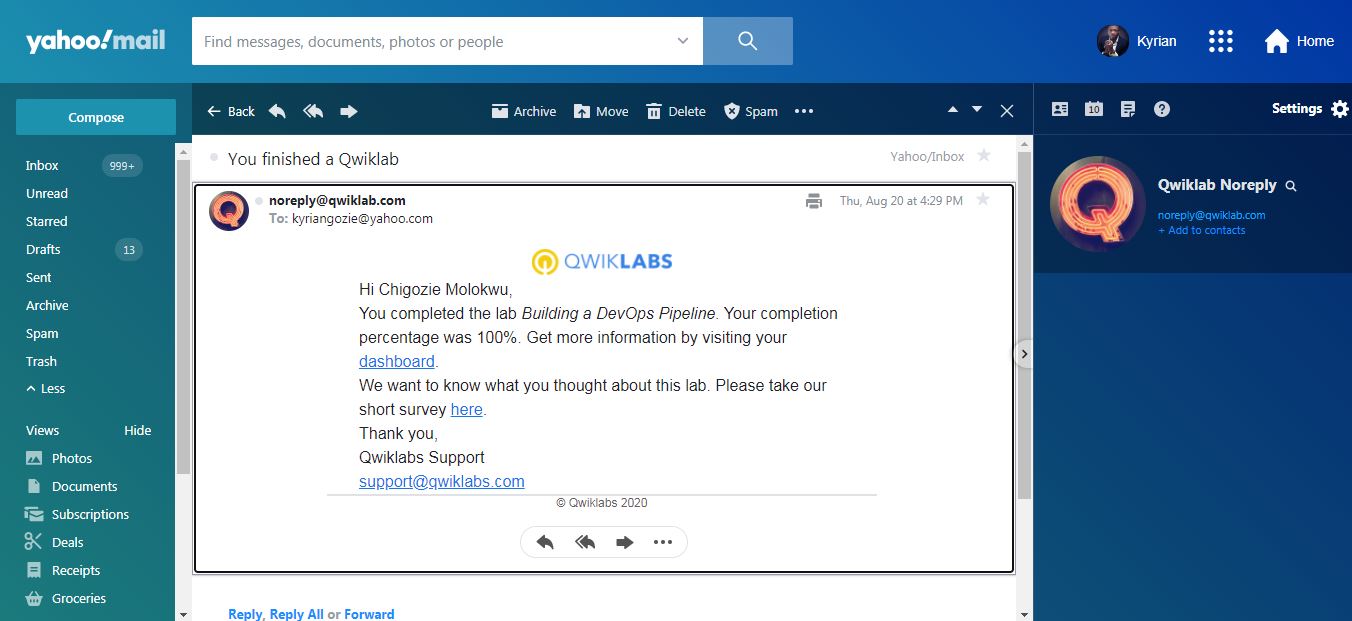 yahoo!mail
Find messages, documents, photos or people
Kyrian
Home
Compose
Inbox 999+
Unread
Starred
Drafts 13
Sent
Archive
Spam
Trash
Less
Views Hide
Photos
Documents
Subscriptions
Deals
Receipts
Groceries
Back
Archive Move Delete Spam
You finished a Qwiklab
Yahoo/Inbox
Q
noreply@qwiklab.com
Thu, Aug 20 at 4:29 PM
To: kyriangozie@yahoo.com
QWIKLABS
Hi Chigozie Molokwu,
You completed the lab Building a DevOps Pipeline. Your completion
percentage was 100%. Get more information by visiting your
dashboard.
We want to know what you thought about this lab. Please take our
short survey here.
Thank you,
Qwiklabs Support
support@qwiklabs.com
© Qwiklabs 2020
Reply, Reply All or Forward
10
Settings
Q
Qwiklab Noreply
noreply@qwiklab.com
+ Add to contacts